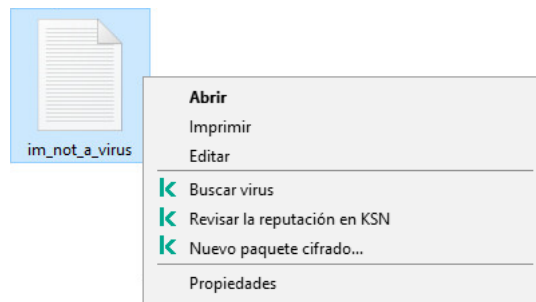 im_not_a_virus
Abrir
Imprimir
Editar
Buscar virus
Revisar la reputación en KSN
Nuevo paquete cifrado...
Propiedades